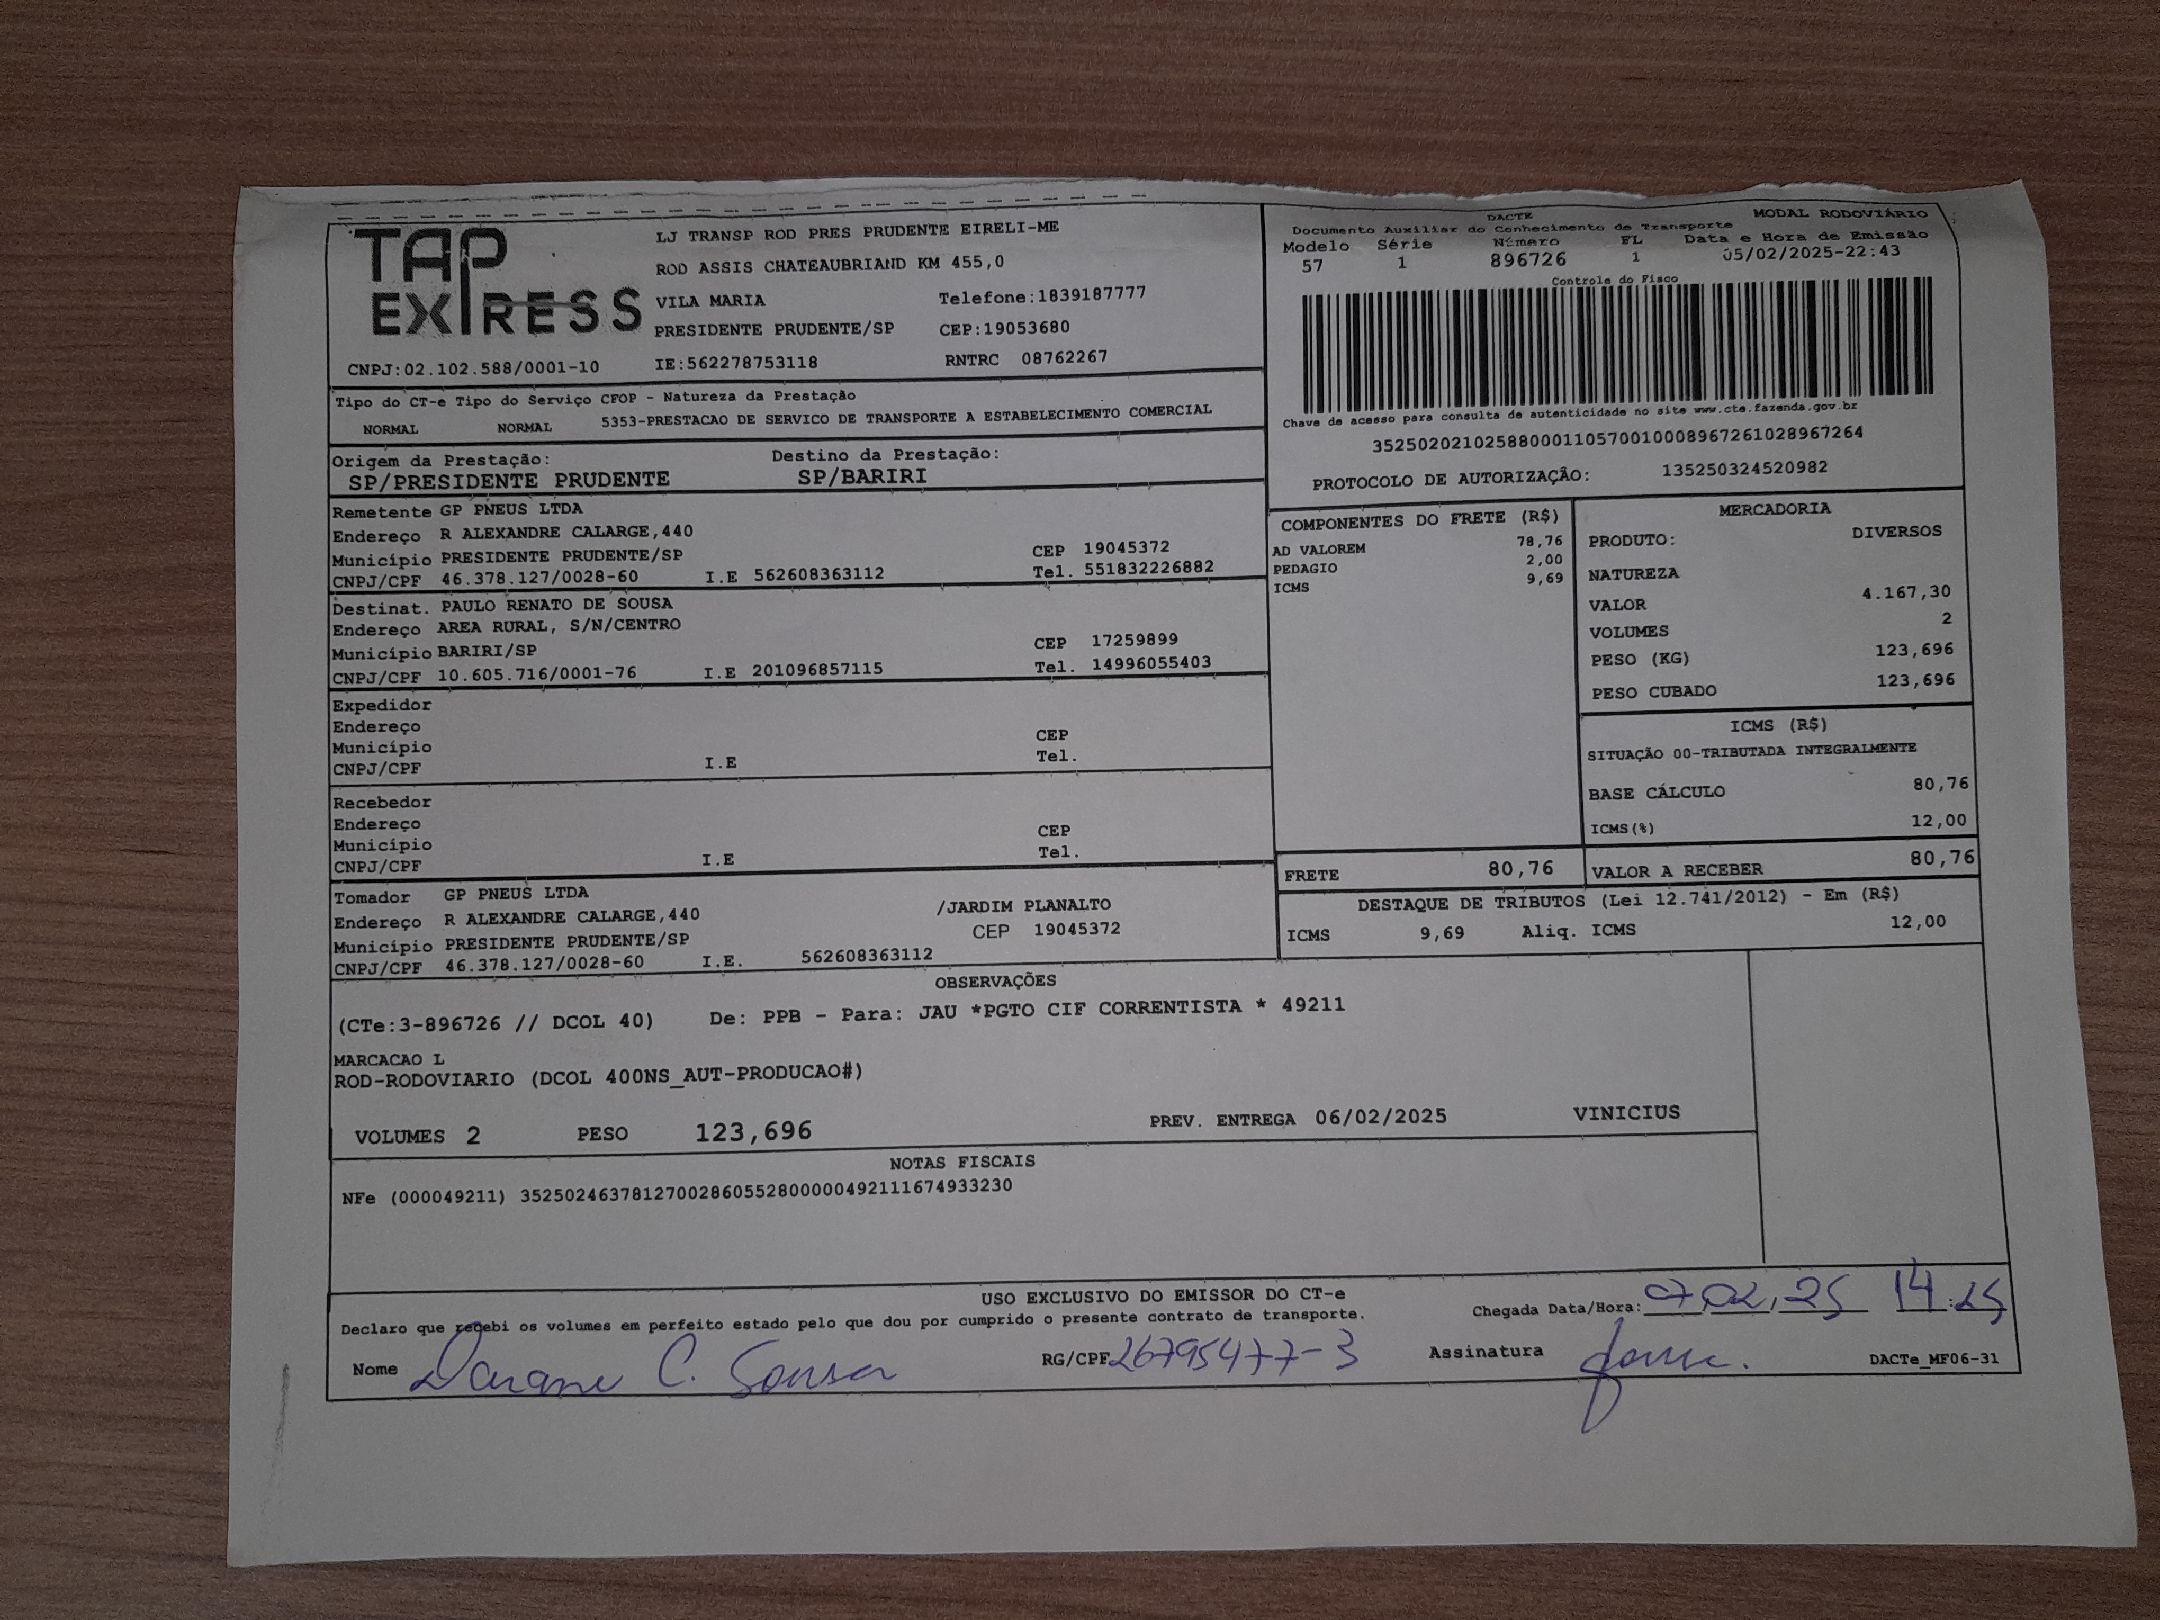 TAP EXPRESS
LJ TRANSP ROD PRES PRUDENTE EIRELI-ME
ROD ASSIS CHATEAUBRIAND KM 455,0
VILA MARIA Telefone:1839187777
PRESIDENTE PRUDENTE/SP CEP:19053680
CNPJ:02.102.588/0001-10 IE:562278753118 RNTRC 08762267
DACTE MODAL RODOVIÁRIO
Documento Auxiliar do Conhecimento de Transporte
Modelo Série Número FL Data e Hora de Emissão
57 1 896726 1 05/02/2025-22:43
Controle do Fisco
Chave de acesso para consulta de autenticidade no site www.cte.fazenda.gov.br
35250202102588000110570010008967261028967264
PROTOCOLO DE AUTORIZAÇÃO: 135250324520982
Tipo do CT-e Tipo do Serviço CFOP - Natureza da Prestação
NORMAL NORMAL 5353-PRESTACAO DE SERVICO DE TRANSPORTE A ESTABELECIMENTO COMERCIAL
Origem da Prestação: Destino da Prestação:
SP/PRESIDENTE PRUDENTE SP/BARIRI
Remetente GP PNEUS LTDA
Endereço R ALEXANDRE CALARGE,440
Município PRESIDENTE PRUDENTE/SP CEP 19045372
CNPJ/CPF 46.378.127/0028-60 I.E 562608363112 Tel. 551832226882
Destinat. PAULO RENATO DE SOUSA
Endereço AREA RURAL, S/N/CENTRO
Município BARIRI/SP CEP 17259899
CNPJ/CPF 10.605.716/0001-76 I.E 201096857115 Tel. 14996055403
Expedidor
Endereço
Município CEP
CNPJ/CPF I.E Tel.
Recebedor
Endereço
Município CEP
CNPJ/CPF I.E Tel.
Tomador GP PNEUS LTDA
Endereço R ALEXANDRE CALARGE,440 /JARDIM PLANALTO
Município PRESIDENTE PRUDENTE/SP CEP 19045372
CNPJ/CPF 46.378.127/0028-60 I.E. 562608363112
COMPONENTES DO FRETE (R$)
AD VALOREM 78,76
PEDAGIO 2,00
ICMS 9,69
MERCADORIA
PRODUTO: DIVERSOS
NATUREZA
VALOR 4.167,30
VOLUMES 2
PESO (KG) 123,696
PESO CUBADO 123,696
ICMS (R$)
SITUAÇÃO 00-TRIBUTADA INTEGRALMENTE
BASE CÁLCULO 80,76
ICMS(%) 12,00
FRETE 80,76 VALOR A RECEBER 80,76
DESTAQUE DE TRIBUTOS (Lei 12.741/2012) - Em (R$)
ICMS 9,69 Aliq. ICMS 12,00
OBSERVAÇÕES
(CTe:3-896726 // DCOL 40) De: PPB - Para: JAU *PGTO CIF CORRENTISTA * 49211
MARCACAO L
ROD-RODOVIARIO (DCOL 400NS_AUT-PRODUCAO#)
VOLUMES 2 PESO 123,696 PREV. ENTREGA 06/02/2025 VINICIUS
NOTAS FISCAIS
NFe (000049211) 35250246378127002860552800000492111674933230
USO EXCLUSIVO DO EMISSOR DO CT-e
Declaro que recebi os volumes em perfeito estado pelo que dou por cumprido o presente contrato de transporte. Chegada Data/Hora: 07,02,25 14:25
Nome C. Sousa RG/CPF 26795477-3 Assinatura DACTe_MF06-31